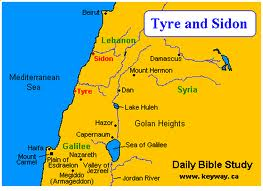 Tyre and Sidon
Beirut
Lebanon
Sidon
Damascus
Mount Hermon
Mediterranean
Sea
Tyre
Dan
Syria
Lake Huleh
Hazor
Golan Heights
Capernaum
Galilee
Sea of Galilee
Haifa
Mount
Carmel
Nazareth
Plain of
Esdraelon
Valley of
Jezreel
Megiddo
(Armageddon)
Jordan River
Daily Bible Study
www.keyway.ca